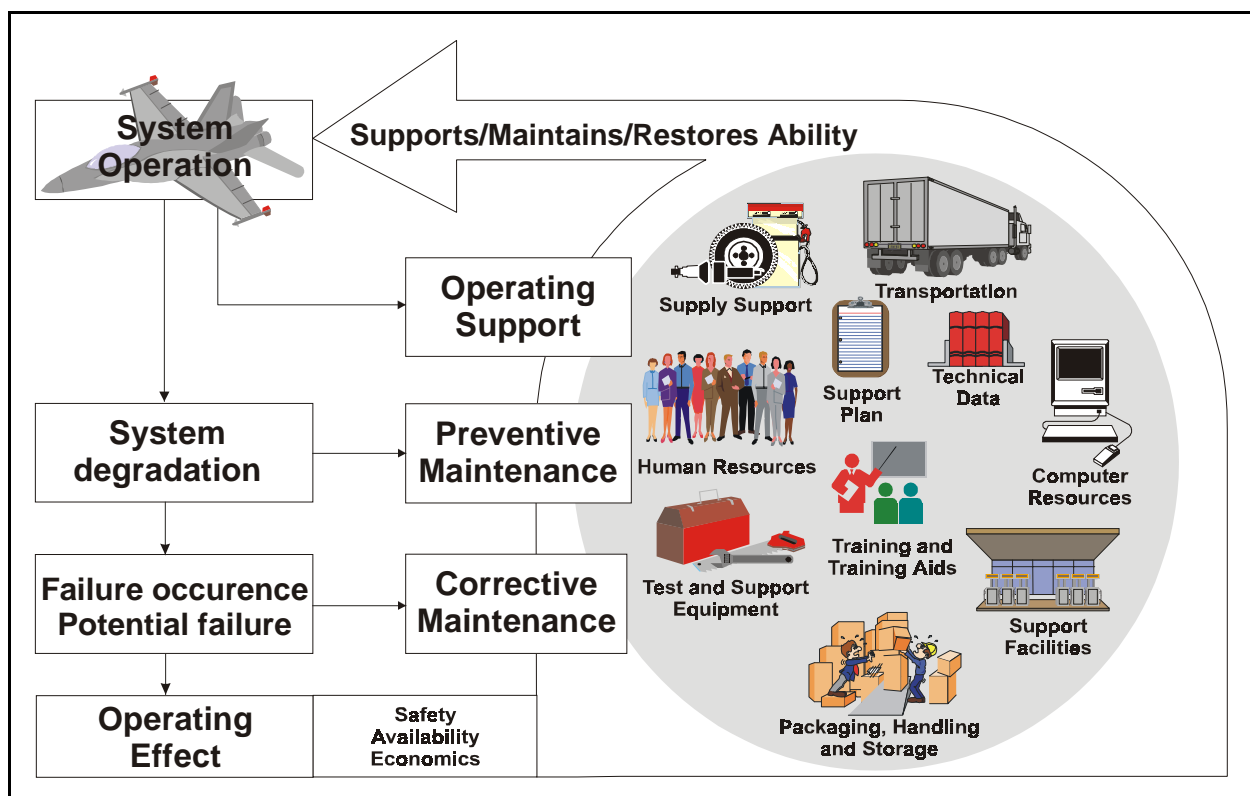 System
Operation
Supports/Maintains/Restores Ability
Operating
Support
Supply Support
Transportation
Support
Plan
Technical
Data
System
degradation
Preventive
Maintenance
Human Resources
Computer
Resources
Training and
Training Aids
Failure occurence
Potential failure
Corrective
Maintenance
Test and Support
Equipment
Support
Facilities
Operating
Effect
Safety
Availability
Economics
Packaging, Handling
and Storage